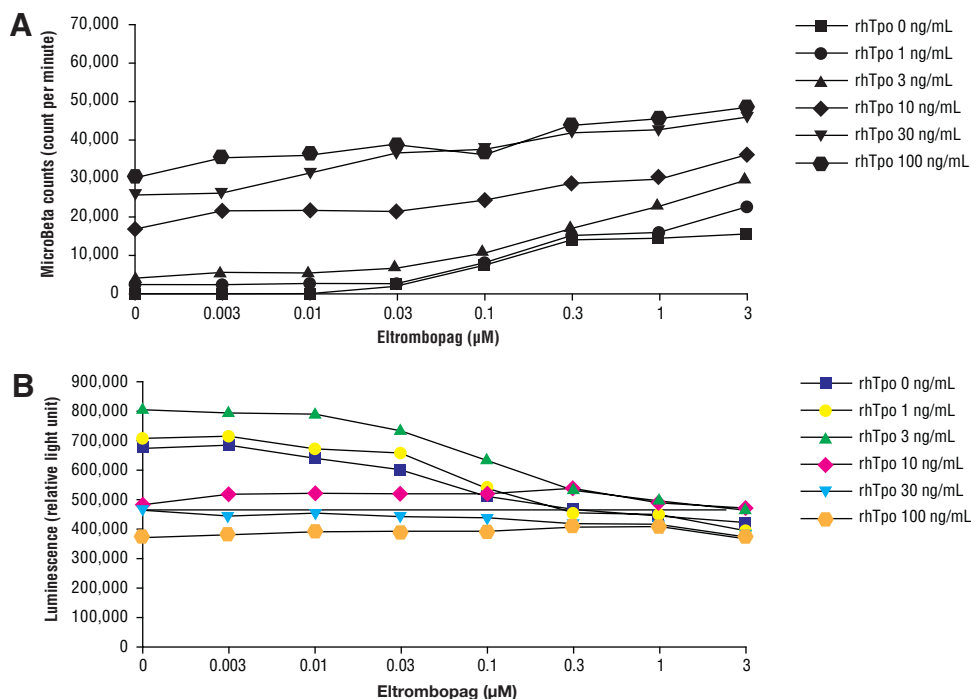 A
MicroBeta counts (count per minute)
70,000
60,000
50,000
40,000
30,000
20,000
10,000
0
0 0.003 0.01 0.03 0.1 0.3 1 3
Eltrombopag (µM)
rhTpo 0 ng/mL
rhTpo 1 ng/mL
rhTpo 3 ng/mL
rhTpo 10 ng/mL
rhTpo 30 ng/mL
rhTpo 100 ng/mL
B
Luminescence (relative light unit)
900,000
800,000
700,000
600,000
500,000
400,000
300,000
200,000
100,000
0
0 0.003 0.01 0.03 0.1 0.3 1 3
Eltrombopag (µM)
rhTpo 0 ng/mL
rhTpo 1 ng/mL
rhTpo 3 ng/mL
rhTpo 10 ng/mL
rhTpo 30 ng/mL
rhTpo 100 ng/mL